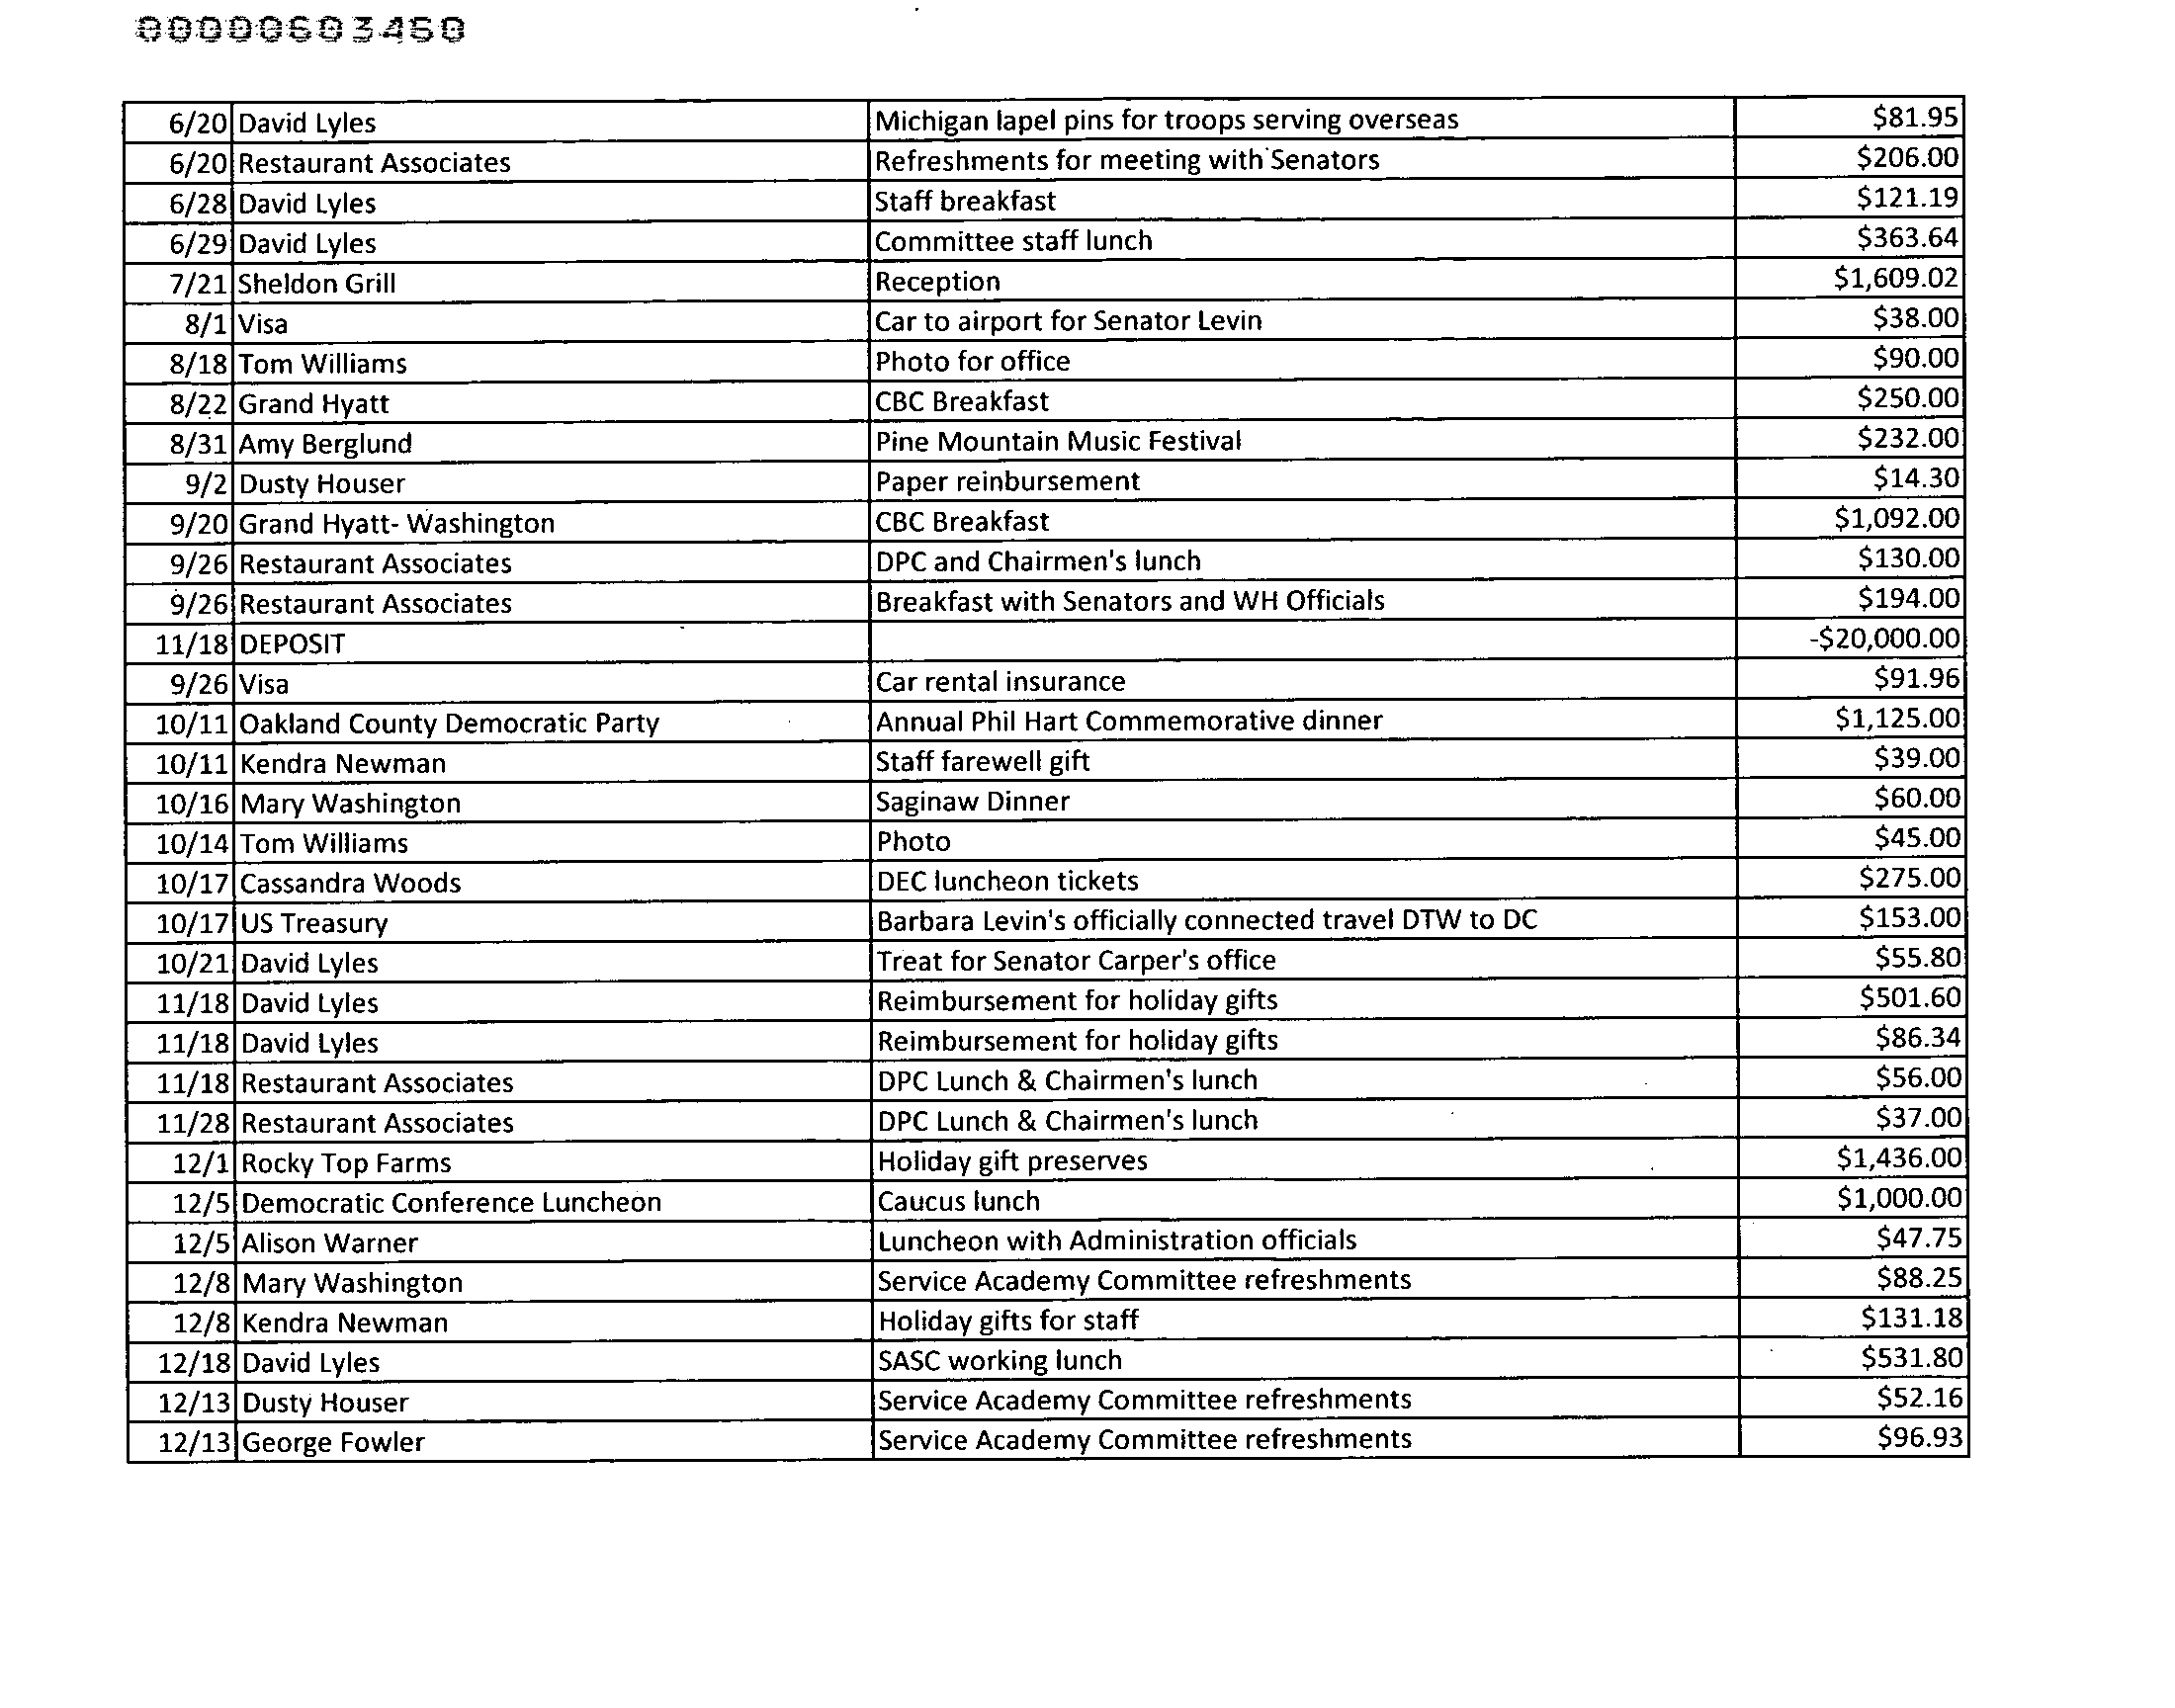 00000603450
6/20 David Lyles Michigan lapel pins for troops serving overseas $81.95
6/20 Restaurant Associates Refreshments for meeting with Senators $206.00
6/28 David Lyles Staff breakfast $121.19
6/29 David Lyles Committee staff lunch $363.64
7/21 Sheldon Grill Reception $1,609.02
8/1 Visa Car to airport for Senator Levin $38.00
8/18 Tom Williams Photo for office $90.00
8/22 Grand Hyatt CBC Breakfast $250.00
8/31 Amy Berglund Pine Mountain Music Festival $232.00
9/2 Dusty Houser Paper reinbursement $14.30
9/20 Grand Hyatt- Washington CBC Breakfast $1,092.00
9/26 Restaurant Associates DPC and Chairmen's lunch $130.00
9/26 Restaurant Associates Breakfast with Senators and WH Officials $194.00
11/18 DEPOSIT -$20,000.00
9/26 Visa Car rental insurance $91.96
10/11 Oakland County Democratic Party Annual Phil Hart Commemorative dinner $1,125.00
10/11 Kendra Newman Staff farewell gift $39.00
10/16 Mary Washington Saginaw Dinner $60.00
10/14 Tom Williams Photo $45.00
10/17 Cassandra Woods DEC luncheon tickets $275.00
10/17 US Treasury Barbara Levin's officially connected travel DTW to DC $153.00
10/21 David Lyles Treat for Senator Carper's office $55.80
11/18 David Lyles Reimbursement for holiday gifts $501.60
11/18 David Lyles Reimbursement for holiday gifts $86.34
11/18 Restaurant Associates DPC Lunch & Chairmen's lunch $56.00
11/28 Restaurant Associates DPC Lunch & Chairmen's lunch $37.00
12/1 Rocky Top Farms Holiday gift preserves $1,436.00
12/5 Democratic Conference Luncheon Caucus lunch $1,000.00
12/5 Alison Warner Luncheon with Administration officials $47.75
12/8 Mary Washington Service Academy Committee refreshments $88.25
12/8 Kendra Newman Holiday gifts for staff $131.18
12/18 David Lyles SASC working lunch $531.80
12/13 Dusty Houser Service Academy Committee refreshments $52.16
12/13 George Fowler Service Academy Committee refreshments $96.93